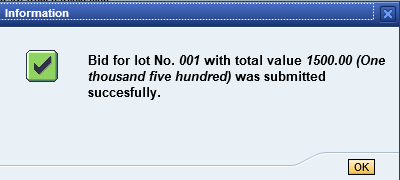 Information
Bid for lot No. 001 with total value 1500.00 (One
thousand five hundred) was submitted
succesfully.
OK